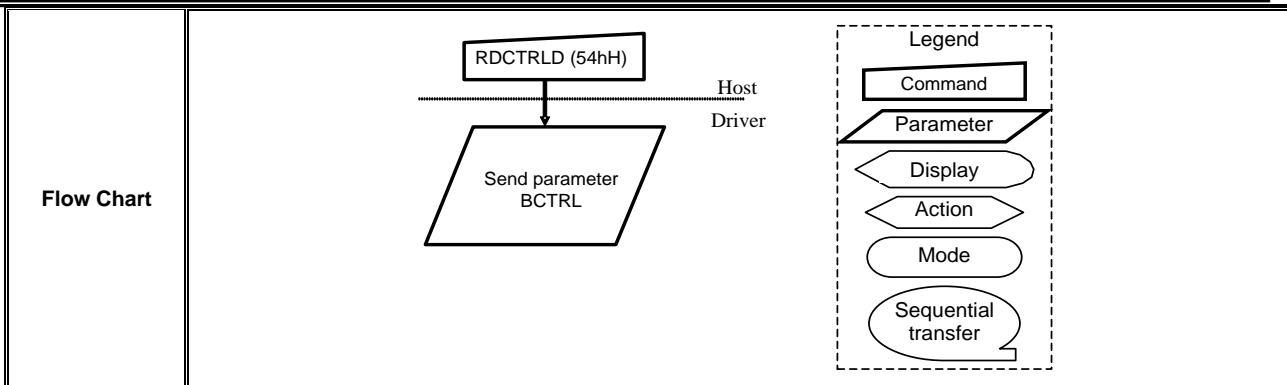 Flow Chart
RDCTRLD (54hH)
Host
Driver
Send parameter
BCTRL
Legend
Command
Parameter
Display
Action
Mode
Sequential
transfer